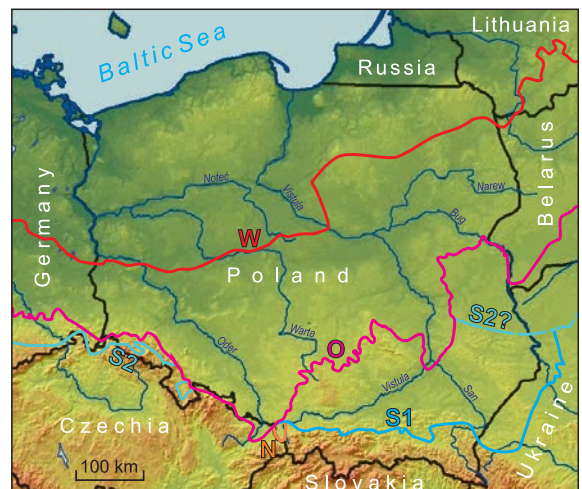 Lithuania
Baltic Sea
Russia
Belarus
Germany
Noteć
Vistula
Narew
Bug
W
Poland
S2?
Warta
O
Oder
S2
Vistula
San
S1
Ukraine
Czechia
N
100 km
Slovakia